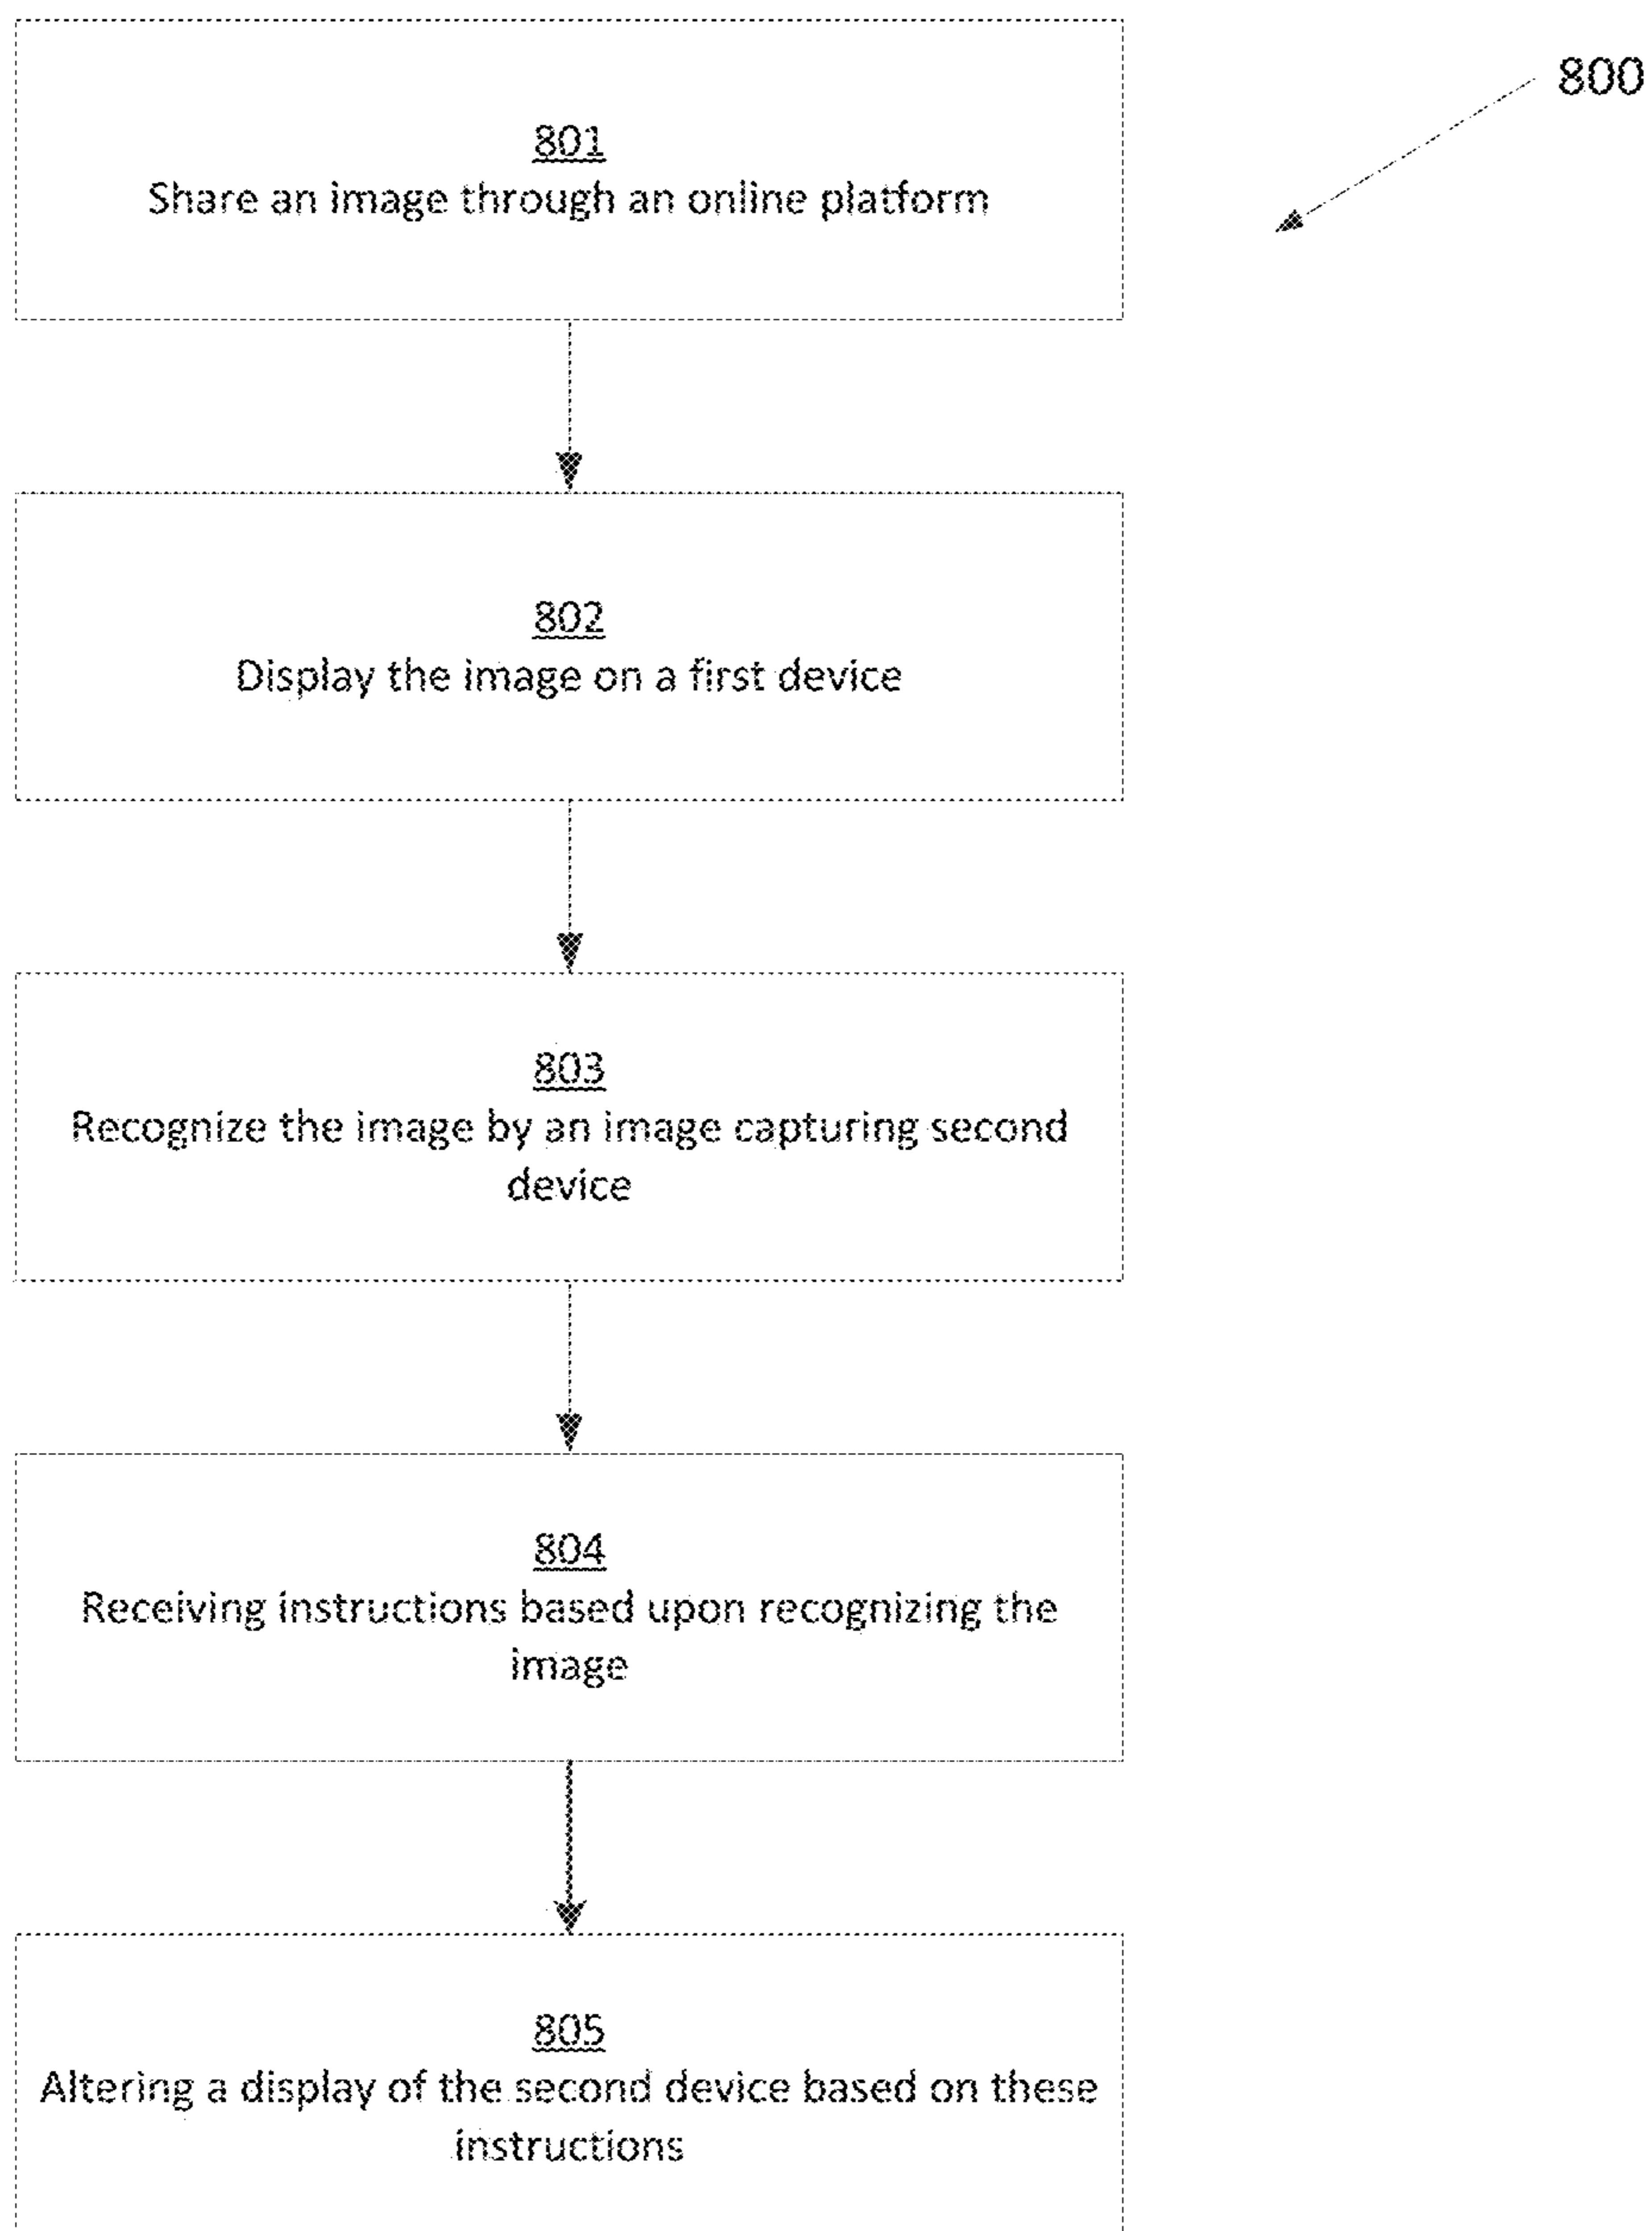 800
801
Share an image through an online platform
802
Display the image on a first device
803
Recognize the image by an image capturing second
device
804
Receiving instructions based upon recognizing the
image
805
Altering a display of the second device based on these
instructions